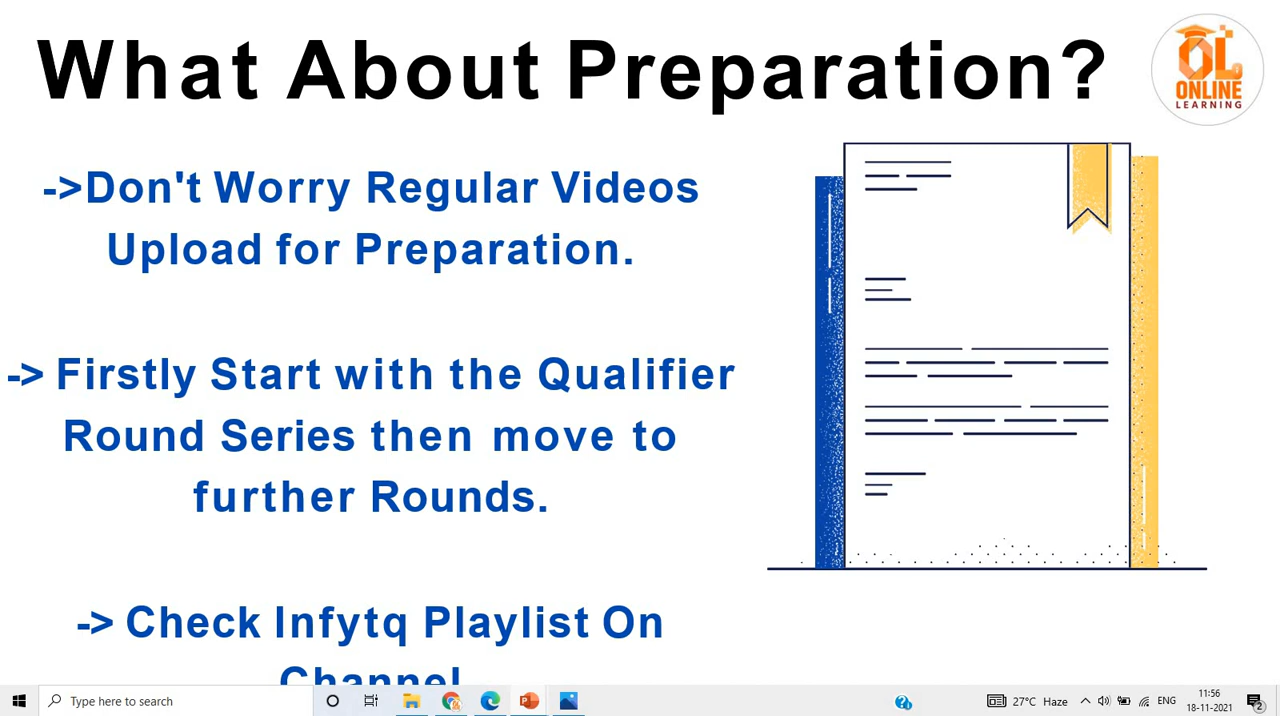 What About Preparation?
OL
ONLINE
LEARNING
->Don't Worry Regular Videos
Upload for Preparation.
-> Firstly Start with the Qualifier
Round Series then move to
further Rounds.
-> Check Infytq Playlist On
Channel
Type here to search
27°C Haze
ENG
11:56
18-11-2021
2